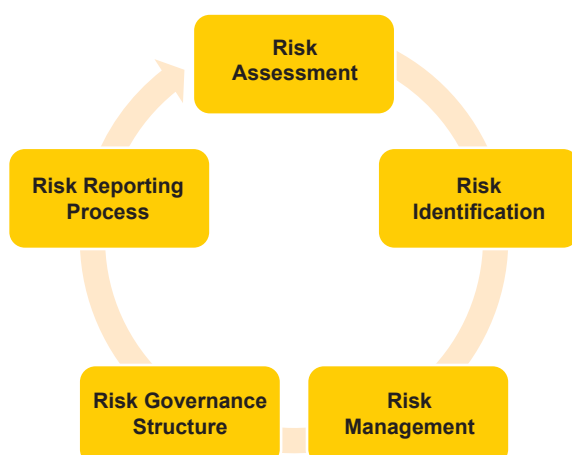 Risk
Assessment
Risk
Identification
Risk
Management
Risk Governance
Structure
Risk Reporting
Process